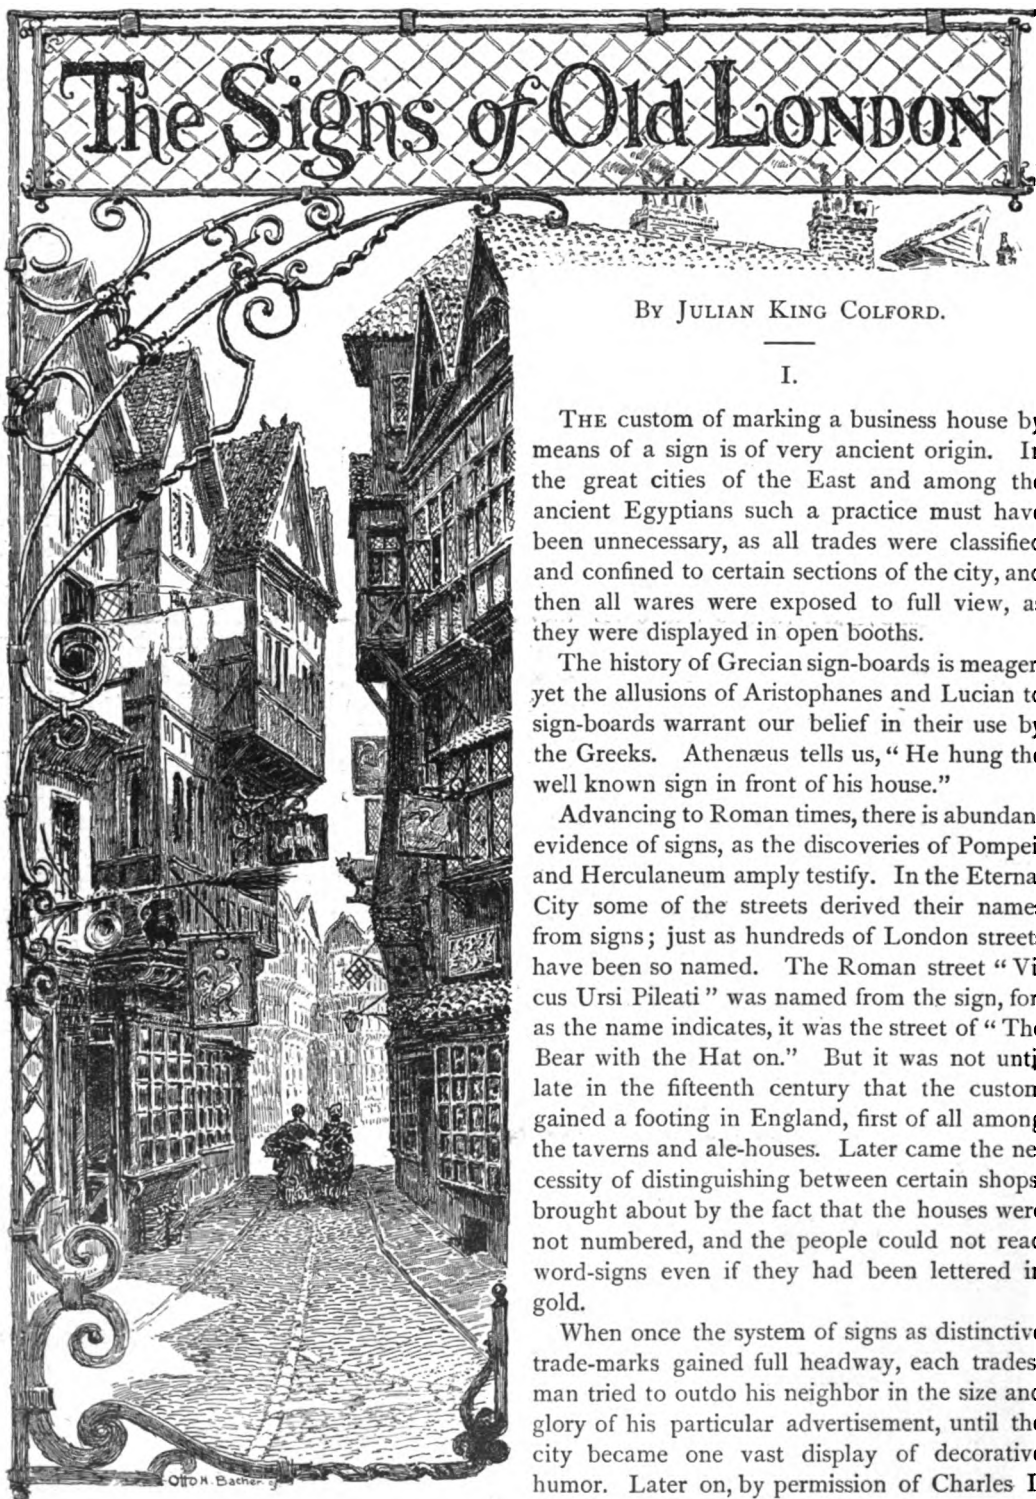 The Signs of Old LONDON
BY JULIAN KING COLFORD.
I.
THE custom of marking a business house by
means of a sign is of very ancient origin. In
the great cities of the East and among the
ancient Egyptians such a practice must have
been unnecessary, as all trades were classified
and confined to certain sections of the city, and
then all wares were exposed to full view, as
they were displayed in open booths.
The history of Grecian sign-boards is meager
yet the allusions of Aristophanes and Lucian to
sign-boards warrant our belief in their use by
the Greeks. Athenæus tells us, “He hung the
well known sign in front of his house.”
Advancing to Roman times, there is abundan
evidence of signs, as the discoveries of Pompei
and Herculaneum amply testify. In the Eterna
City some of the streets derived their names
from signs; just as hundreds of London streets
have been so named. The Roman street “Vi
cus Ursi Pileati” was named from the sign, for
as the name indicates, it was the street of “The
Bear with the Hat on.” But it was not until
late in the fifteenth century that the custom
gained a footing in England, first of all among
the taverns and ale-houses. Later came the ne
cessity of distinguishing between certain shops
brought about by the fact that the houses were
not numbered, and the people could not read
word-signs even if they had been lettered in
gold.
When once the system of signs as distinctive
trade-marks gained full headway, each trades
man tried to outdo his neighbor in the size and
glory of his particular advertisement, until the
city became one vast display of decorative
humor. Later on, by permission of Charles I
Otto H. Bacher